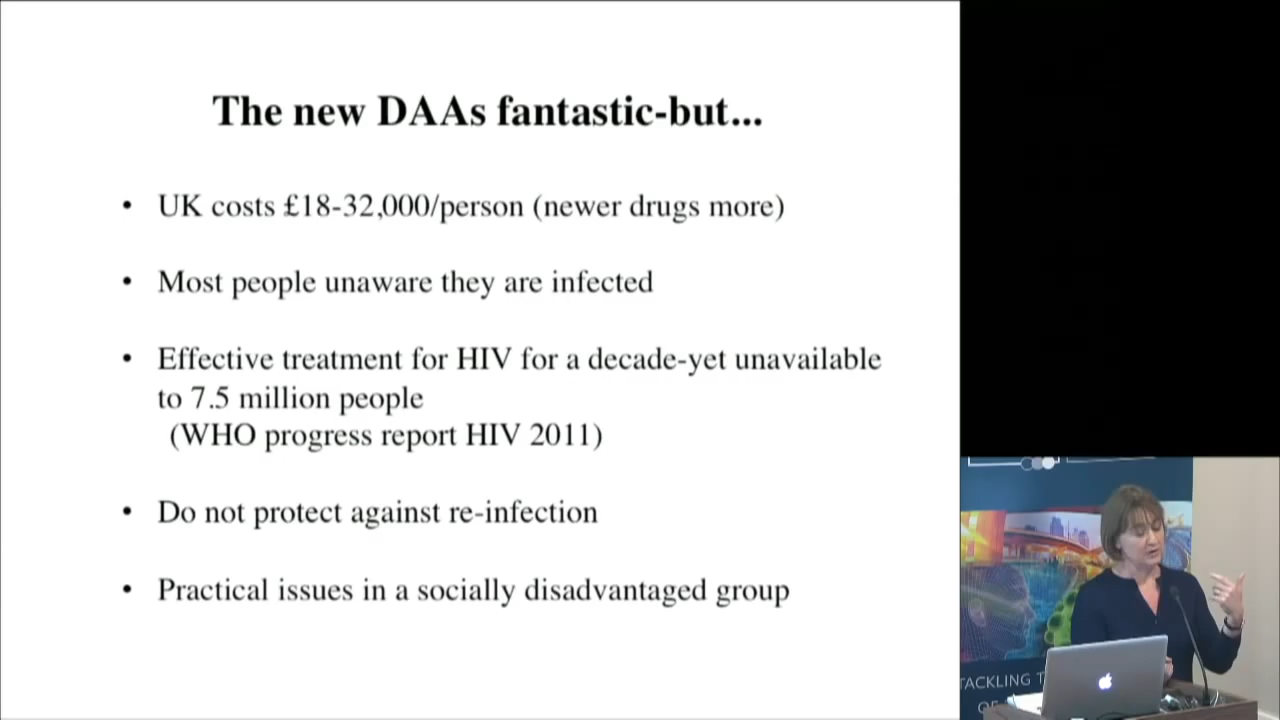 The new DAAs fantastic-but...
• UK costs £18-32,000/person (newer drugs more)
• Most people unaware they are infected
• Effective treatment for HIV for a decade-yet unavailable
to 7.5 million people
(WHO progress report HIV 2011)
• Do not protect against re-infection
• Practical issues in a socially disadvantaged group
TACKLING T
OF